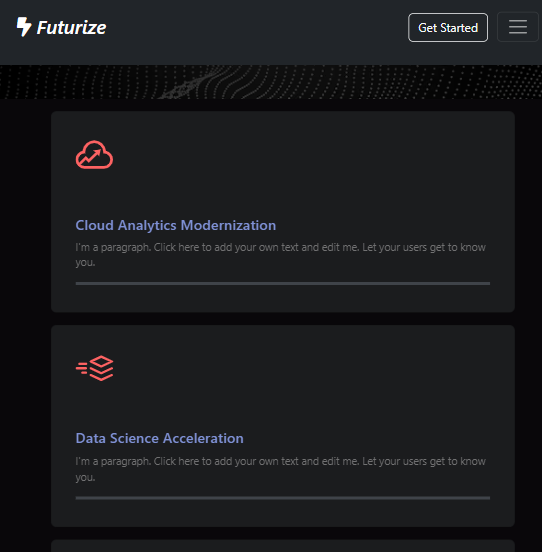 Futurize
Get Started
Cloud Analytics Modernization
I'm a paragraph. Click here to add your own text and edit me. Let your users get to know
you.
Data Science Acceleration
I'm a paragraph. Click here to add your own text and edit me. Let your users get to know
you.